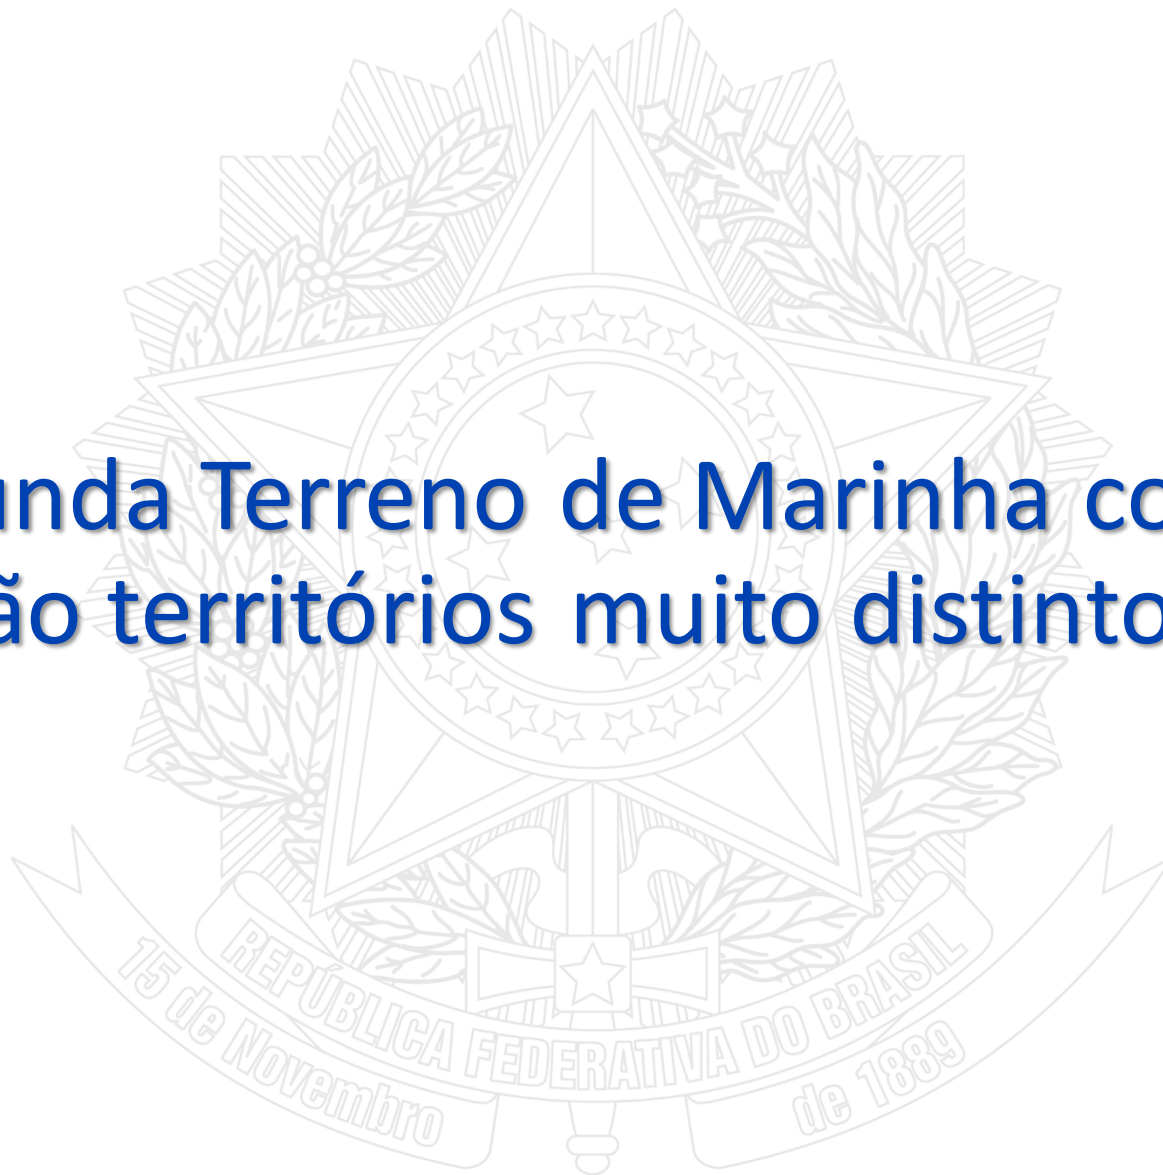 unda Terreno de Marinha co
ão territórios muito distinto
REPÚBLICA FEDERATIVA DO BRASIL
15 de Novembro de 1889